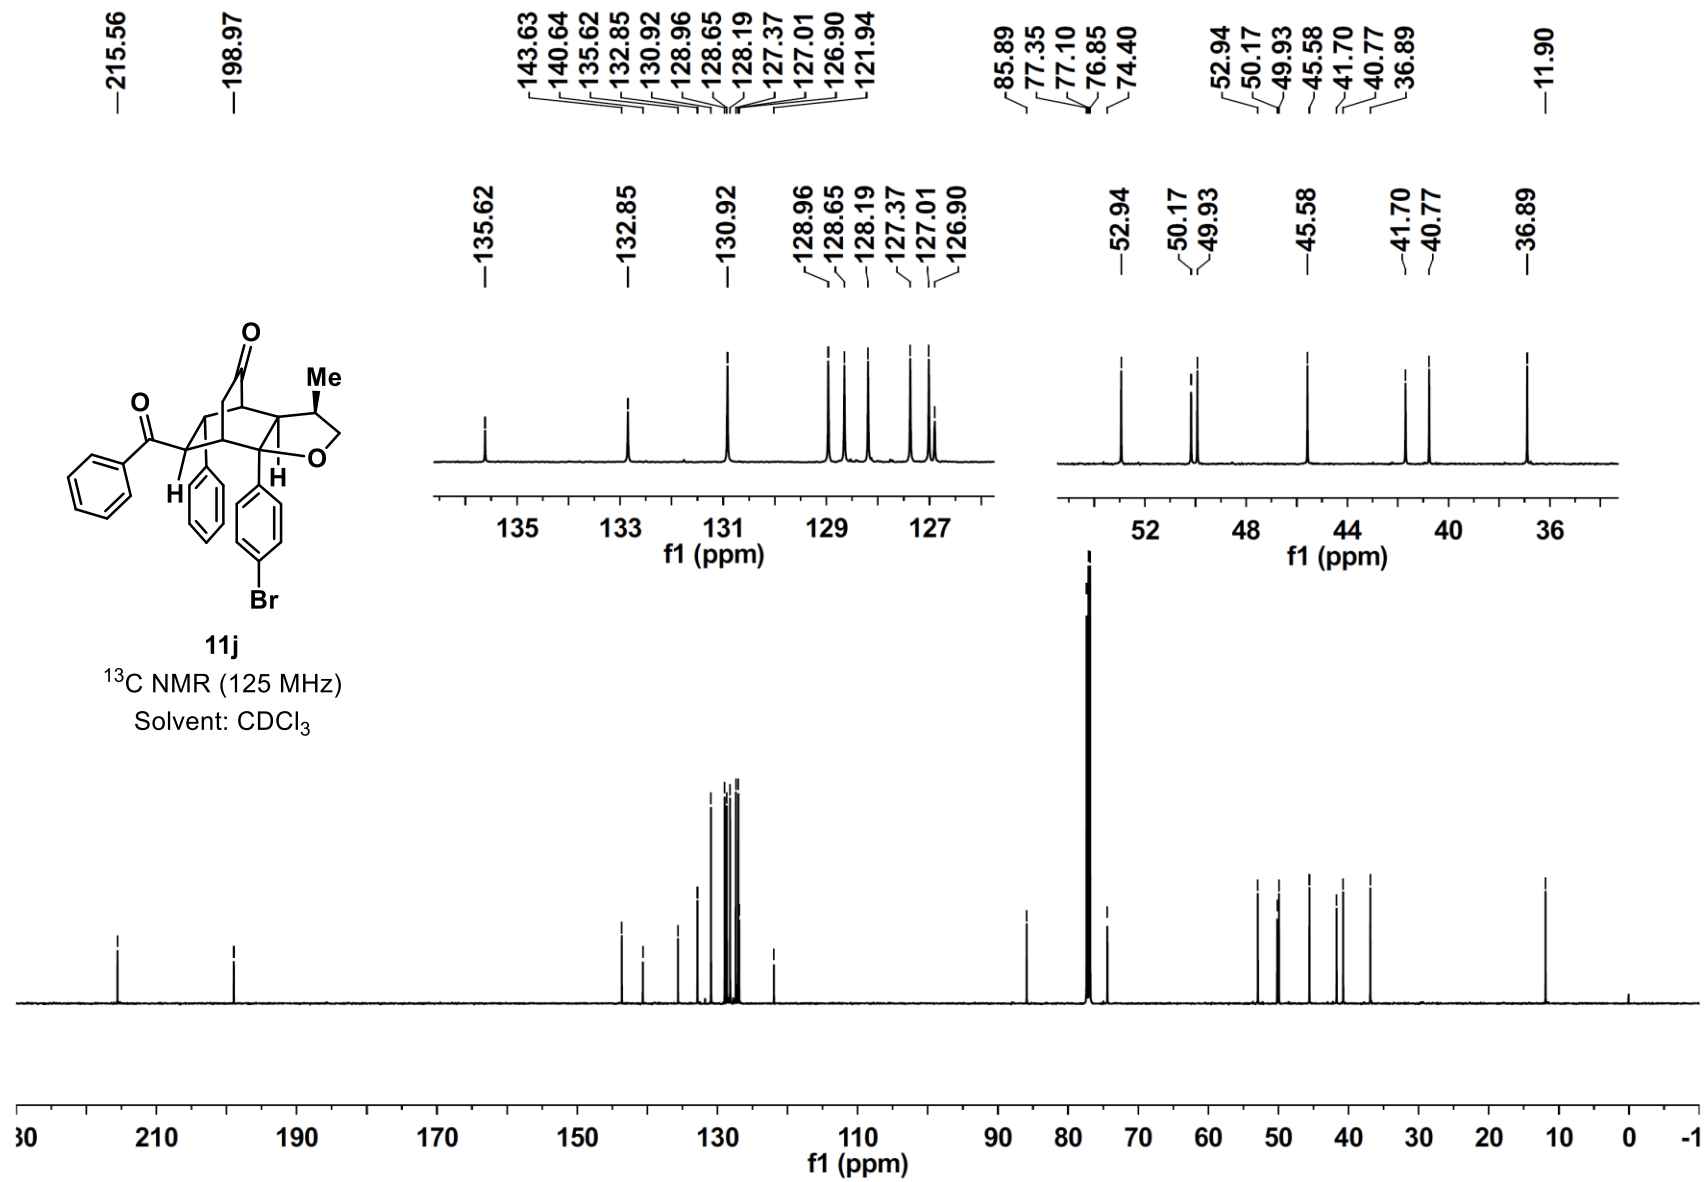 215.56
198.97
143.63
140.64
135.62
132.85
130.92
128.96
128.65
128.19
127.37
127.01
126.90
121.94
85.89
77.35
77.10
76.85
74.40
52.94
50.17
49.93
45.58
41.70
40.77
36.89
11.90
135.62
132.85
130.92
128.96
128.65
128.19
127.37
127.01
126.90
52.94
50.17
49.93
45.58
41.70
40.77
36.89
135 133 131 129 127
f1 (ppm)
52 48 44 40 36
f1 (ppm)
O
Me
O
O
H
H
Br
11j
¹³C NMR (125 MHz)
Solvent: CDCl₃
30 210 190 170 150 130 110 90 80 70 60 50 40 30 20 10 0 -1
f1 (ppm)